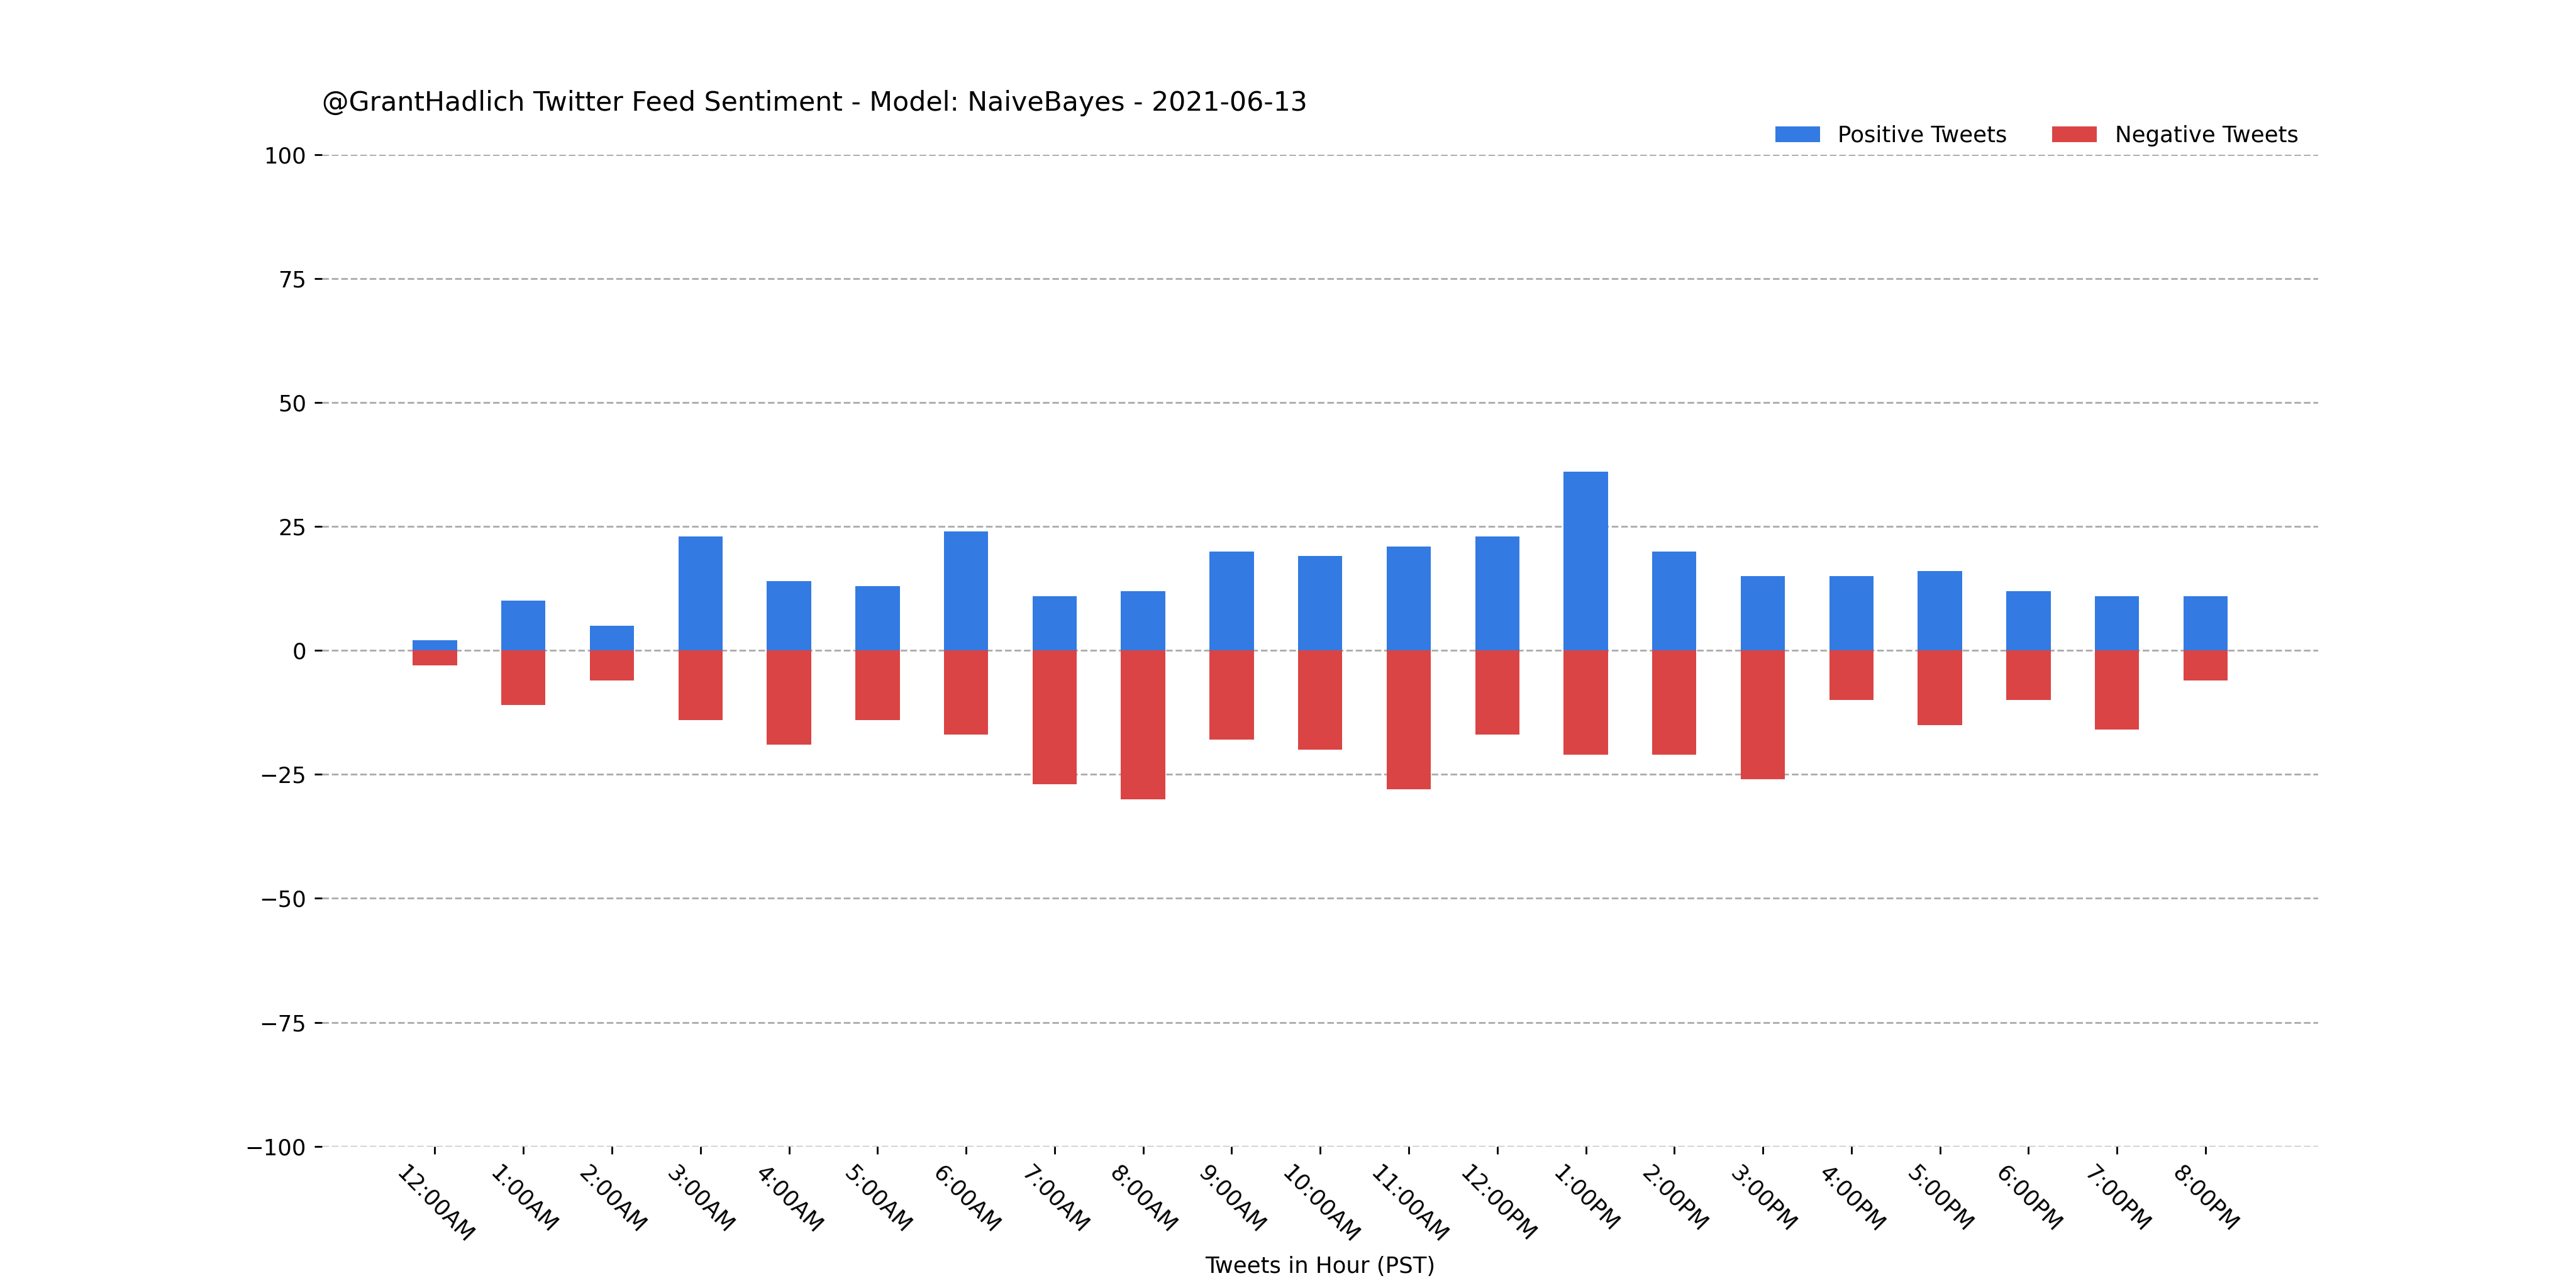 @GrantHadlich Twitter Feed Sentiment - Model: NaiveBayes - 2021-06-13
Positive Tweets Negative Tweets
100
75
50
25
0
−25
−50
−75
−100
12:00AM 1:00AM 2:00AM 3:00AM 4:00AM 5:00AM 6:00AM 7:00AM 8:00AM 9:00AM 10:00AM 11:00AM 12:00PM 1:00PM 2:00PM 3:00PM 4:00PM 5:00PM 6:00PM 7:00PM 8:00PM
Tweets in Hour (PST)